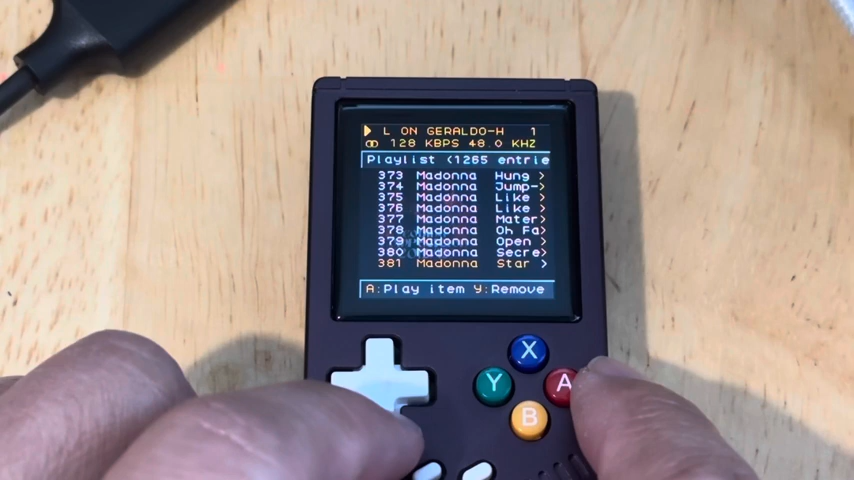 L ON GERALDO-H 1
128 KBPS 48.0 KHZ
Playlist (1265 entrie
373 Madonna Hung >
374 Madonna Jump->
375 Madonna Like >
376 Madonna Like >
377 Madonna Mater>
378 Madonna Oh Fa>
379 Madonna Open >
380 Madonna Secre>
381 Madonna Star >
A:Play item Y:Remove
X
Y A
B